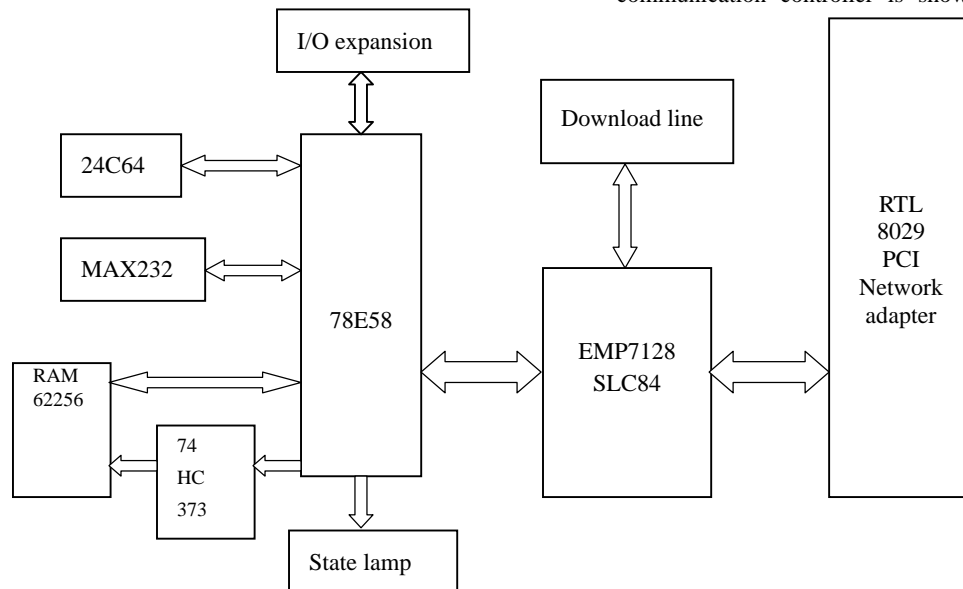 communication controller is show
I/O expansion
Download line
24C64
MAX232
78E58
RAM
62256
74
HC
373
State lamp
EMP7128
SLC84
RTL
8029
PCI
Network
adapter